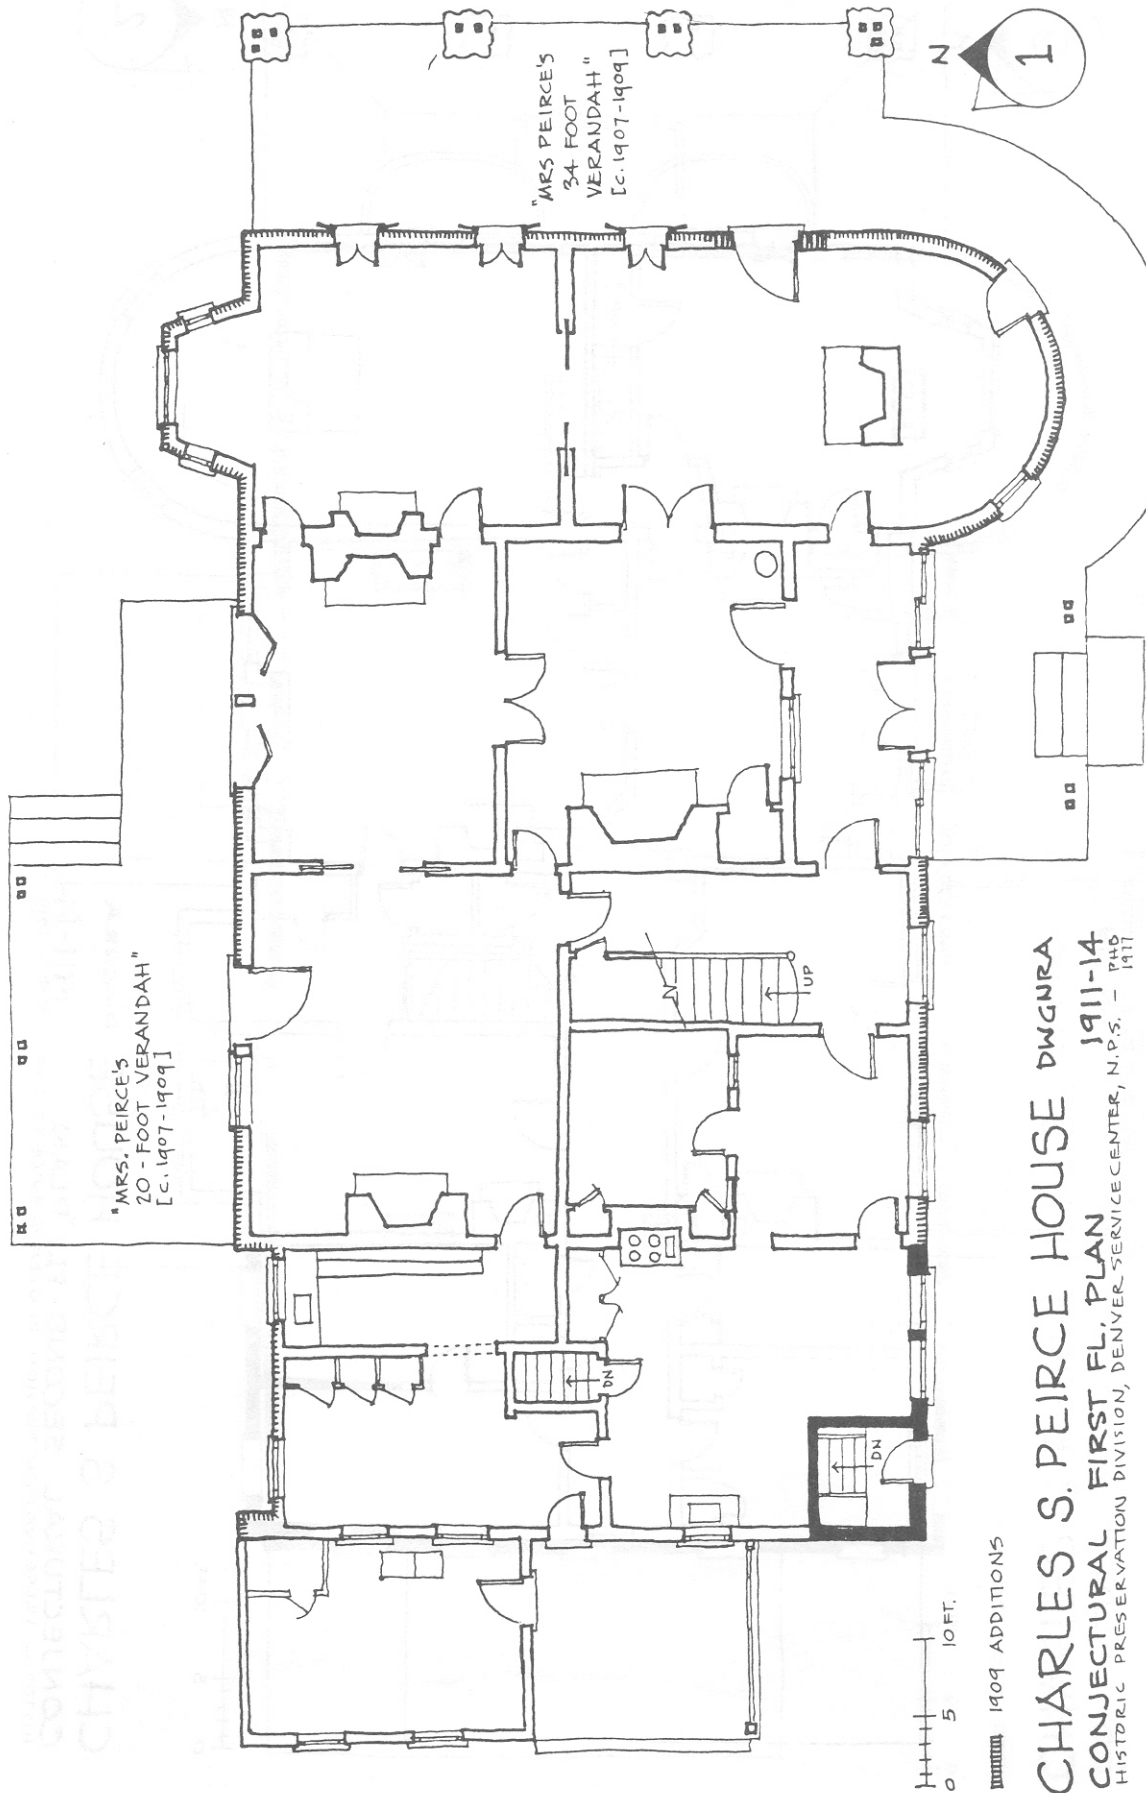 "MRS. PEIRCE'S
20-FOOT VERANDAH"
[c. 1907-1909]
"MRS PEIRCE'S
34 FOOT
VERANDAH"
[c. 1907-1909]
N
1
UP
DN
DN
0 5 10 FT.
1909 ADDITIONS
CHARLES S. PEIRCE HOUSE DWGNRA
CONJECTURAL FIRST FL. PLAN 1911-14
HISTORIC PRESERVATION DIVISION, DENVER SERVICE CENTER, N.P.S. – PHB
1977